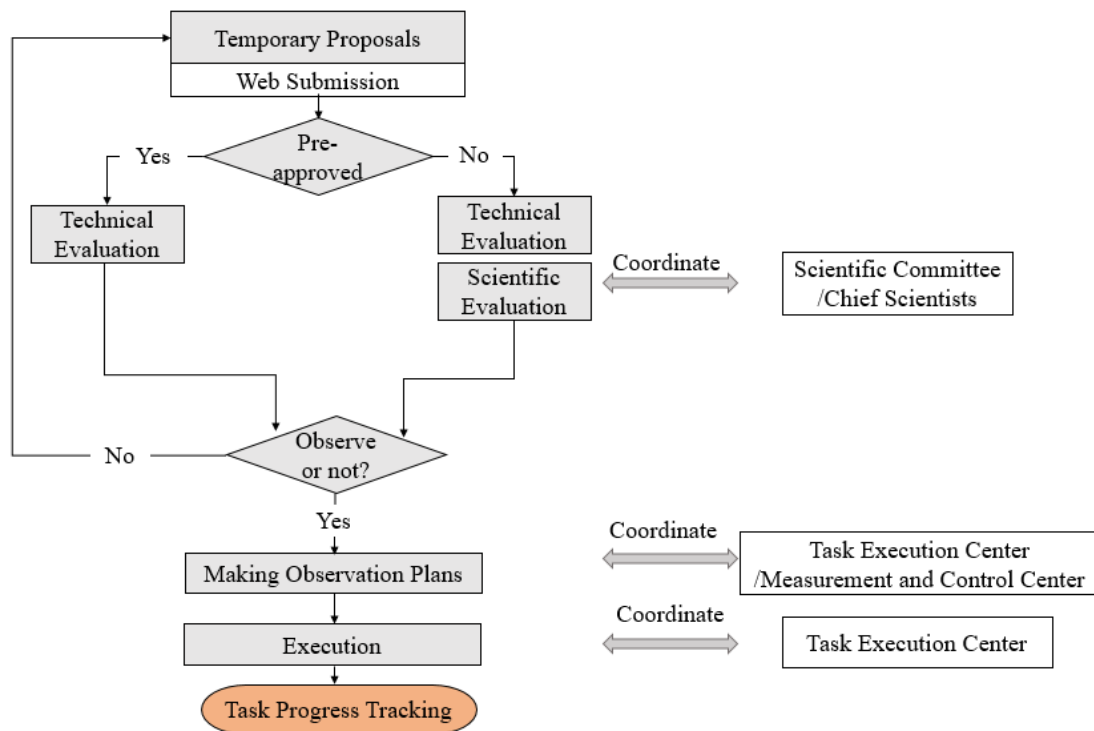 Temporary Proposals
Web Submission
Pre-
approved
Yes
No
Technical
Evaluation
Technical
Evaluation
Scientific
Evaluation
Coordinate
Scientific Committee
/Chief Scientists
Observe
or not?
No
Yes
Making Observation Plans
Coordinate
Task Execution Center
/Measurement and Control Center
Execution
Coordinate
Task Execution Center
Task Progress Tracking